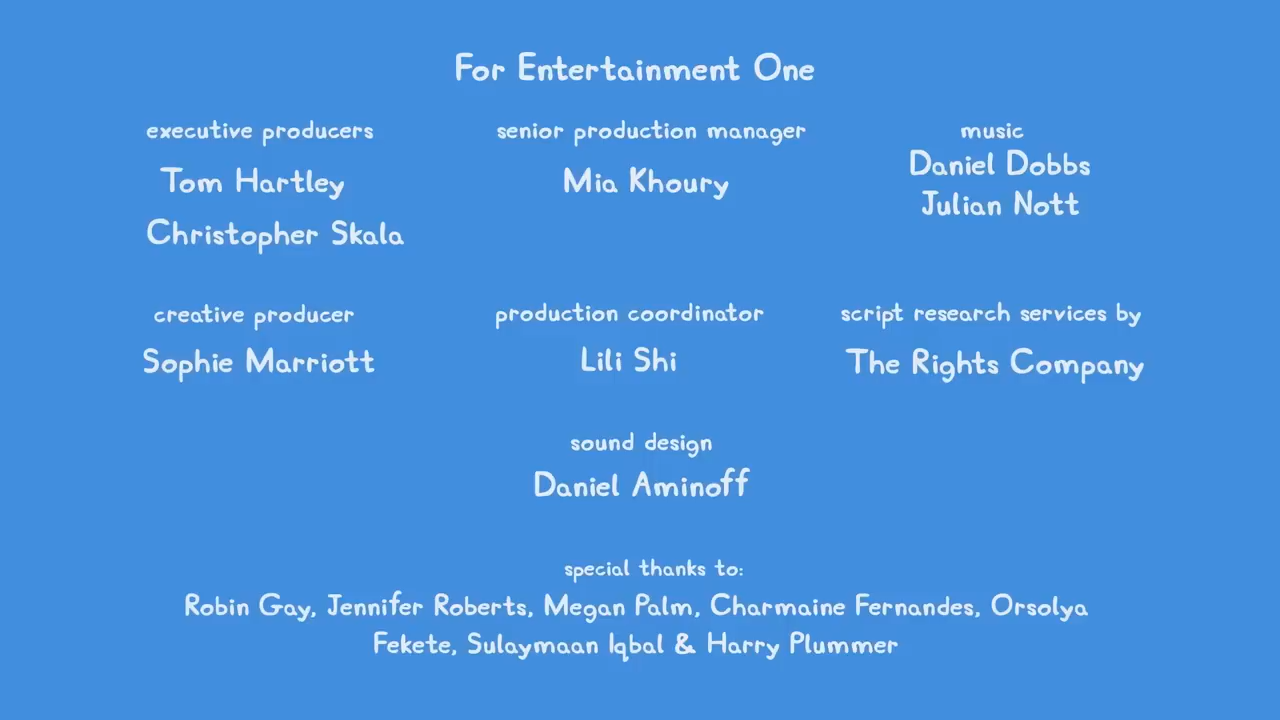 For Entertainment One
executive producers
Tom Hartley
Christopher Skala
senior production manager
Mia Khoury
music
Daniel Dobbs
Julian Nott
creative producer
Sophie Marriott
production coordinator
Lili Shi
script research services by
The Rights Company
sound design
Daniel Aminoff
special thanks to:
Robin Gay, Jennifer Roberts, Megan Palm, Charmaine Fernandes, Orsolya
Fekete, Sulaymaan Iqbal & Harry Plummer